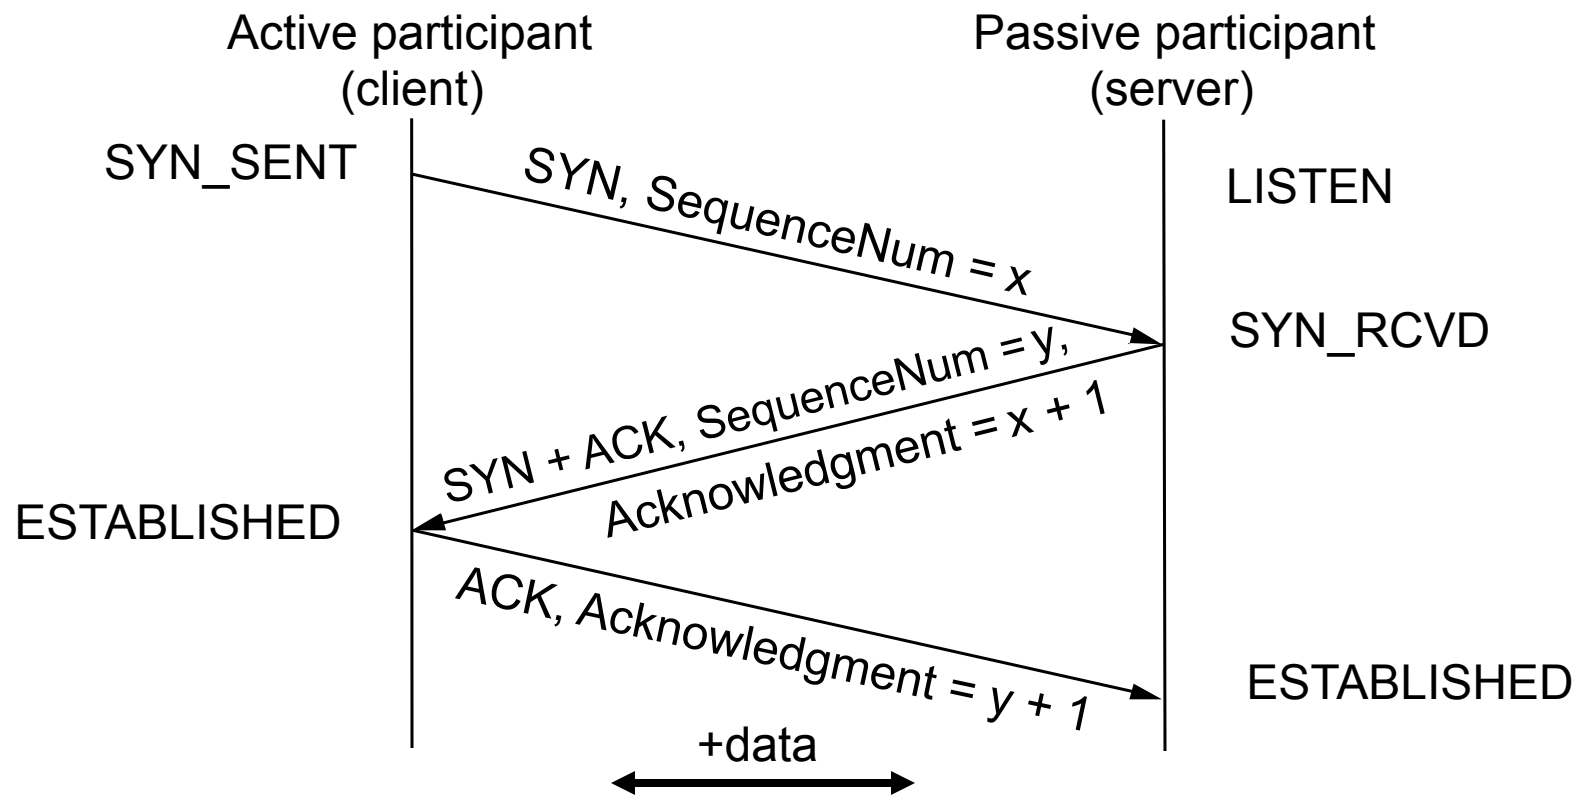 Active participant
(client)
Passive participant
(server)
SYN_SENT
SYN, SequenceNum = x
LISTEN
SYN_RCVD
SYN + ACK, SequenceNum = y,
Acknowledgment = x + 1
ESTABLISHED
ACK, Acknowledgment = y + 1
ESTABLISHED
+data